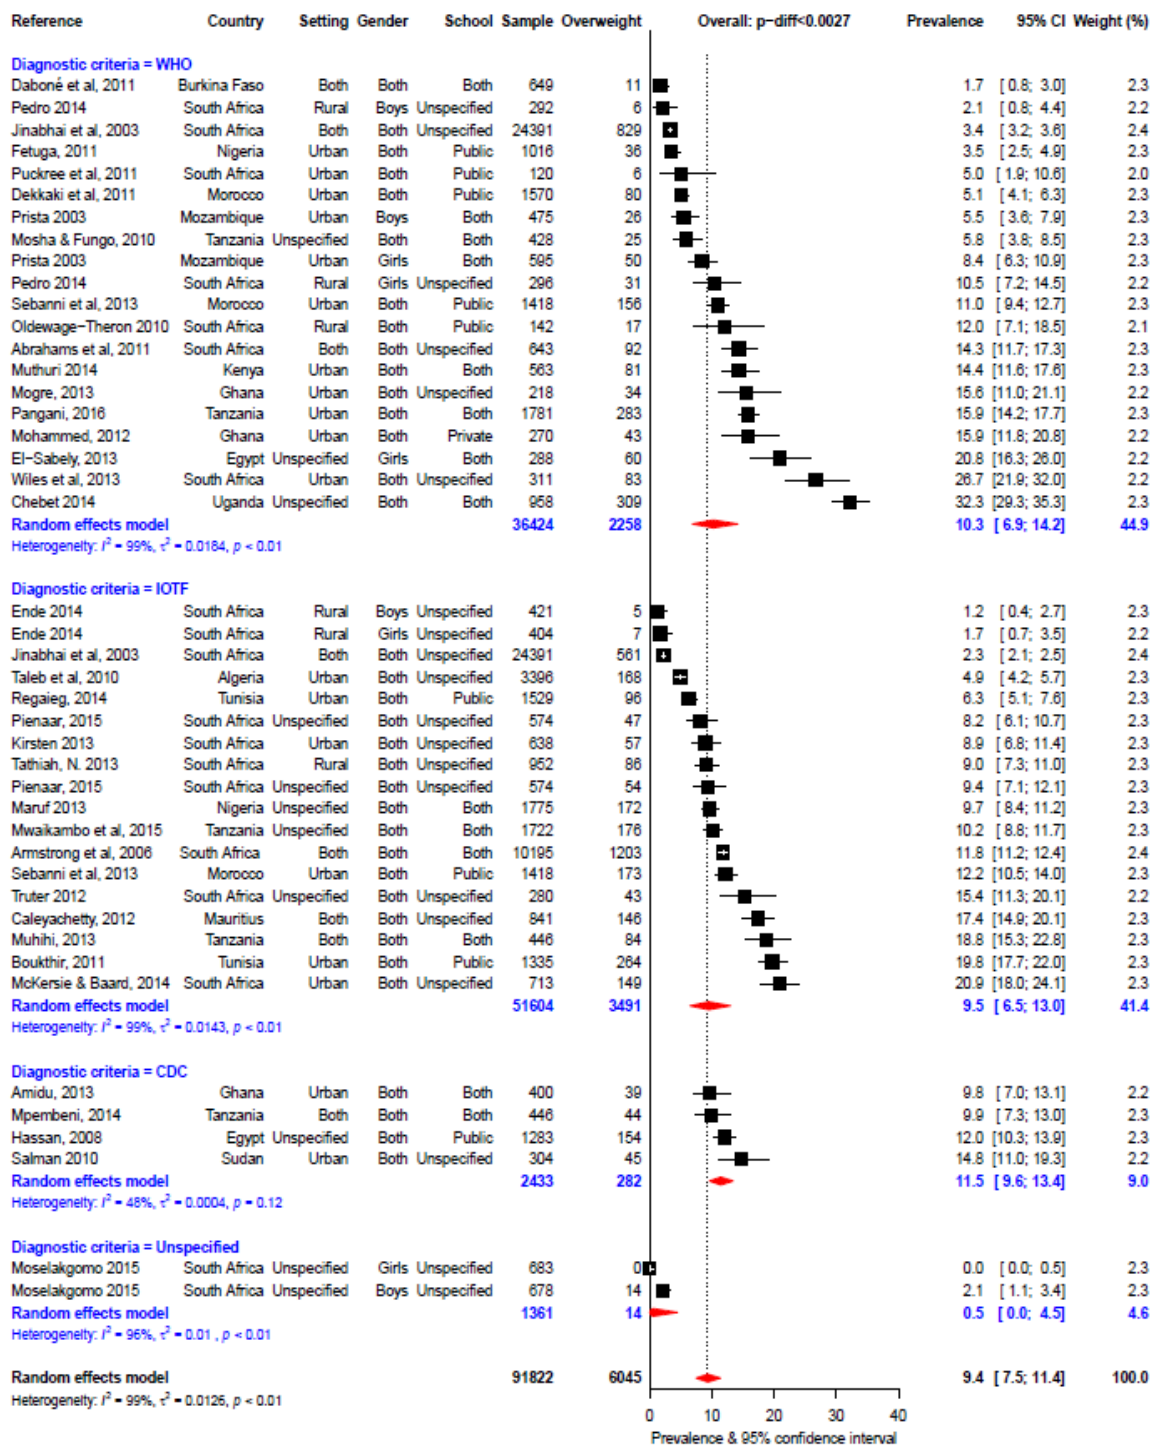 Reference Country Setting Gender School Sample Overweight Overall: p−diff<0.0027 Prevalence 95% CI Weight (%)
Diagnostic criteria = WHO
Daboné et al, 2011 Burkina Faso Both Both Both 649 11 1.7 [ 0.8; 3.0] 2.3
Pedro 2014 South Africa Rural Boys Unspecified 292 6 2.1 [ 0.8; 4.4] 2.2
Jinabhai et al, 2003 South Africa Both Both Unspecified 24391 829 3.4 [ 3.2; 3.6] 2.4
Fetuga, 2011 Nigeria Urban Both Public 1016 36 3.5 [ 2.5; 4.9] 2.3
Puckree et al, 2011 South Africa Urban Both Public 120 6 5.0 [ 1.9; 10.6] 2.0
Dekkaki et al, 2011 Morocco Urban Both Public 1570 80 5.1 [ 4.1; 6.3] 2.3
Prista 2003 Mozambique Urban Boys Both 475 26 5.5 [ 3.6; 7.9] 2.3
Mosha & Fungo, 2010 Tanzania Unspecified Both Both 428 25 5.8 [ 3.8; 8.5] 2.3
Prista 2003 Mozambique Urban Girls Both 595 50 8.4 [ 6.3; 10.9] 2.3
Pedro 2014 South Africa Rural Girls Unspecified 296 31 10.5 [ 7.2; 14.5] 2.2
Sebanni et al, 2013 Morocco Urban Both Public 1418 156 11.0 [ 9.4; 12.7] 2.3
Oldewage−Theron 2010 South Africa Rural Both Public 142 17 12.0 [ 7.1; 18.5] 2.1
Abrahams et al, 2011 South Africa Both Both Unspecified 643 92 14.3 [11.7; 17.3] 2.3
Muthuri 2014 Kenya Urban Both Both 563 81 14.4 [11.6; 17.6] 2.3
Mogre, 2013 Ghana Urban Both Unspecified 218 34 15.6 [11.0; 21.1] 2.2
Pangani, 2016 Tanzania Urban Both Both 1781 283 15.9 [14.2; 17.7] 2.3
Mohammed, 2012 Ghana Urban Both Private 270 43 15.9 [11.8; 20.8] 2.2
El−Sabely, 2013 Egypt Unspecified Girls Both 288 60 20.8 [16.3; 26.0] 2.2
Wiles et al, 2013 South Africa Urban Both Unspecified 311 83 26.7 [21.9; 32.0] 2.2
Chebet 2014 Uganda Unspecified Both Both 958 309 32.3 [29.3; 35.3] 2.3
Random effects model 36424 2258 10.3 [ 6.9; 14.2] 44.9
Heterogeneity: I² = 99%, τ² = 0.0184, p < 0.01
Diagnostic criteria = IOTF
Ende 2014 South Africa Rural Boys Unspecified 421 5 1.2 [ 0.4; 2.7] 2.3
Ende 2014 South Africa Rural Girls Unspecified 404 7 1.7 [ 0.7; 3.5] 2.2
Jinabhai et al, 2003 South Africa Both Both Unspecified 24391 561 2.3 [ 2.1; 2.5] 2.4
Taleb et al, 2010 Algeria Urban Both Unspecified 3396 168 4.9 [ 4.2; 5.7] 2.3
Regaieg, 2014 Tunisia Urban Both Public 1529 96 6.3 [ 5.1; 7.6] 2.3
Pienaar, 2015 South Africa Unspecified Both Unspecified 574 47 8.2 [ 6.1; 10.7] 2.3
Kirsten 2013 South Africa Urban Both Unspecified 638 57 8.9 [ 6.8; 11.4] 2.3
Tathiah, N. 2013 South Africa Rural Both Unspecified 952 86 9.0 [ 7.3; 11.0] 2.3
Pienaar, 2015 South Africa Unspecified Both Unspecified 574 54 9.4 [ 7.1; 12.1] 2.3
Maruf 2013 Nigeria Unspecified Both Both 1775 172 9.7 [ 8.4; 11.2] 2.3
Mwaikambo et al, 2015 Tanzania Unspecified Both Both 1722 176 10.2 [ 8.8; 11.7] 2.3
Armstrong et al, 2006 South Africa Both Both Both 10195 1203 11.8 [11.2; 12.4] 2.4
Sebanni et al, 2013 Morocco Urban Both Public 1418 173 12.2 [10.5; 14.0] 2.3
Truter 2012 South Africa Unspecified Both Unspecified 280 43 15.4 [11.3; 20.1] 2.2
Caleyachetty, 2012 Mauritius Both Both Unspecified 841 146 17.4 [14.9; 20.1] 2.3
Muhihi, 2013 Tanzania Both Both Both 446 84 18.8 [15.3; 22.8] 2.3
Boukthir, 2011 Tunisia Urban Both Public 1335 264 19.8 [17.7; 22.0] 2.3
McKersie & Baard, 2014 South Africa Urban Both Unspecified 713 149 20.9 [18.0; 24.1] 2.3
Random effects model 51604 3491 9.5 [ 6.5; 13.0] 41.4
Heterogeneity: I² = 99%, τ² = 0.0143, p < 0.01
Diagnostic criteria = CDC
Amidu, 2013 Ghana Urban Both Both 400 39 9.8 [ 7.0; 13.1] 2.2
Mpembeni, 2014 Tanzania Both Both Both 446 44 9.9 [ 7.3; 13.0] 2.3
Hassan, 2008 Egypt Unspecified Both Public 1283 154 12.0 [10.3; 13.9] 2.3
Salman 2010 Sudan Urban Both Unspecified 304 45 14.8 [11.0; 19.3] 2.2
Random effects model 2433 282 11.5 [ 9.6; 13.4] 9.0
Heterogeneity: I² = 48%, τ² = 0.0004, p = 0.12
Diagnostic criteria = Unspecified
Moselakgomo 2015 South Africa Unspecified Girls Unspecified 683 0 0.0 [ 0.0; 0.5] 2.3
Moselakgomo 2015 South Africa Unspecified Boys Unspecified 678 14 2.1 [ 1.1; 3.4] 2.3
Random effects model 1361 14 0.5 [ 0.0; 4.5] 4.6
Heterogeneity: I² = 96%, τ² = 0.01 , p < 0.01
Random effects model 91822 6045 9.4 [ 7.5; 11.4] 100.0
Heterogeneity: I² = 99%, τ² = 0.0126, p < 0.01
0 10 20 30 40
Prevalence & 95% confidence interval